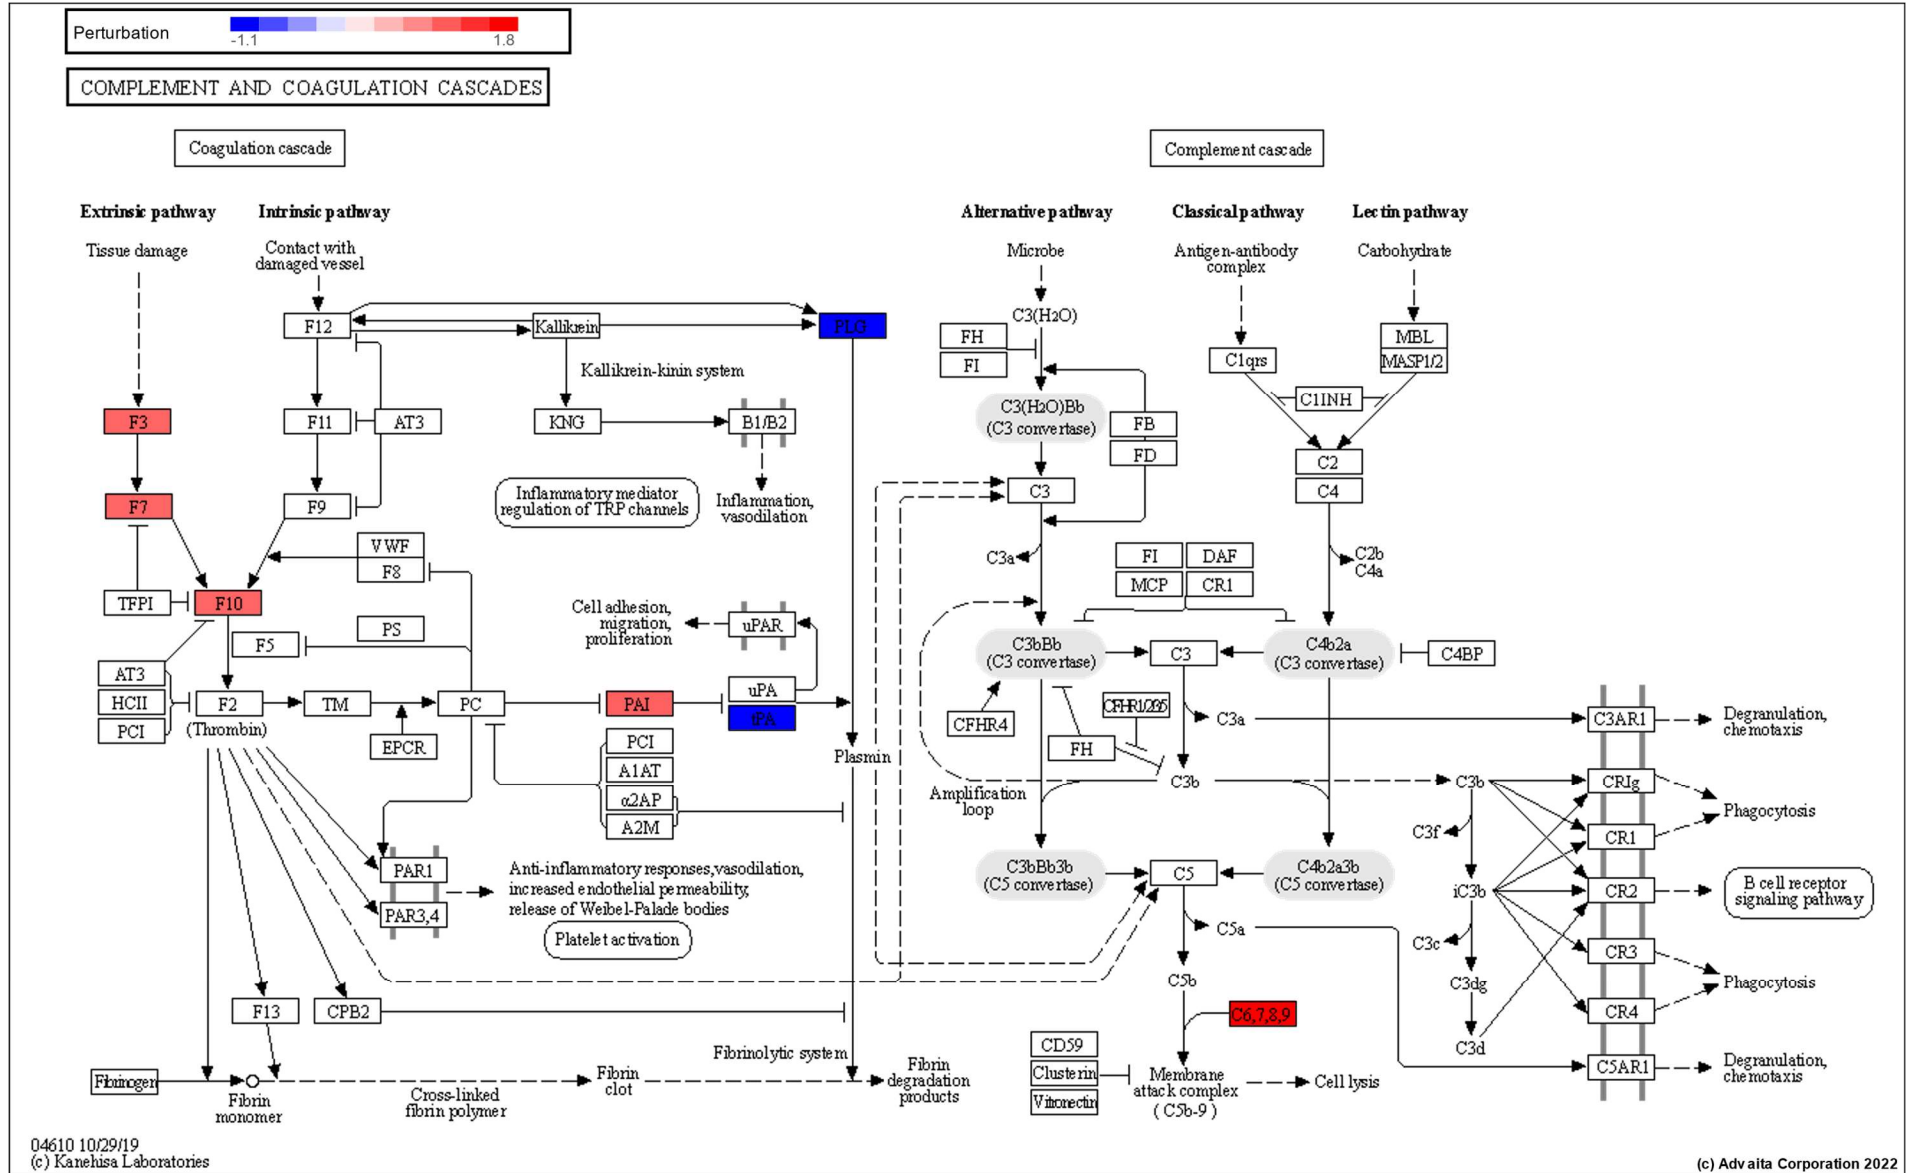 Perturbation
-1.1
1.8
COMPLEMENT AND COAGULATION CASCADES
Coagulation cascade
Complement cascade
Extrinsic pathway
Intrinsic pathway
Alternative pathway
Classical pathway
Lectin pathway
Tissue damage
Contact with
damaged vessel
Microbe
Antigen-antibody
complex
Carbohydrate
F12
Kallikrein
PLG
C3(H2O)
FH
FI
C1qrs
MBL
MASP1/2
Kallikrein-kinin system
C1INH
F3
F11
AT3
KNG
B1/B2
C3(H2O)Bb
(C3 convertase)
FB
FD
C2
C4
F7
F9
Inflammatory mediator
regulation of TRP channels
Inflammation,
vasodilation
C3
VWF
F8
C3a
FI
DAF
MCP
CR1
C2b
C4a
TFPI
F10
PS
F5
Cell adhesion,
migration,
proliferation
uPAR
C3bBb
(C3 convertase)
C3
C4b2a
(C3 convertase)
C4BP
AT3
HCII
PCI
F2
(Thrombin)
TM
PC
EPCR
PAI
uPA
tPA
CFHR4
FH
C3a
C3AR1
Degranulation,
chemotaxis
PCI
A1AT
α2AP
A2M
Plasmin
Amplification
loop
C3b
C3b
CRIg
Phagocytosis
C3f
CR1
PAR1
PAR3,4
Anti-inflammatory responses,vasodilation,
increased endothelial permeability,
release of Weibel-Palade bodies
Platelet activation
C3bBb3b
(C5 convertase)
C5
C4b2a3b
(C5 convertase)
iC3b
CR2
B cell receptor
signaling pathway
C5a
C3c
CR3
C5b
C3dg
Phagocytosis
F13
CPB2
C6,7,8,9
CR4
CD59
Clusterin
Vitronectin
C3d
Fibrinolytic system
Fibrinogen
Fibrin
monomer
Cross-linked
fibrin polymer
Fibrin
clot
Fibrin
degradation
products
Membrane
attack complex
(C5b-9)
Cell lysis
C5AR1
Degranulation,
chemotaxis
04610 10/29/19
(c) Kanehisa Laboratories
(c) Advaita Corporation 2022